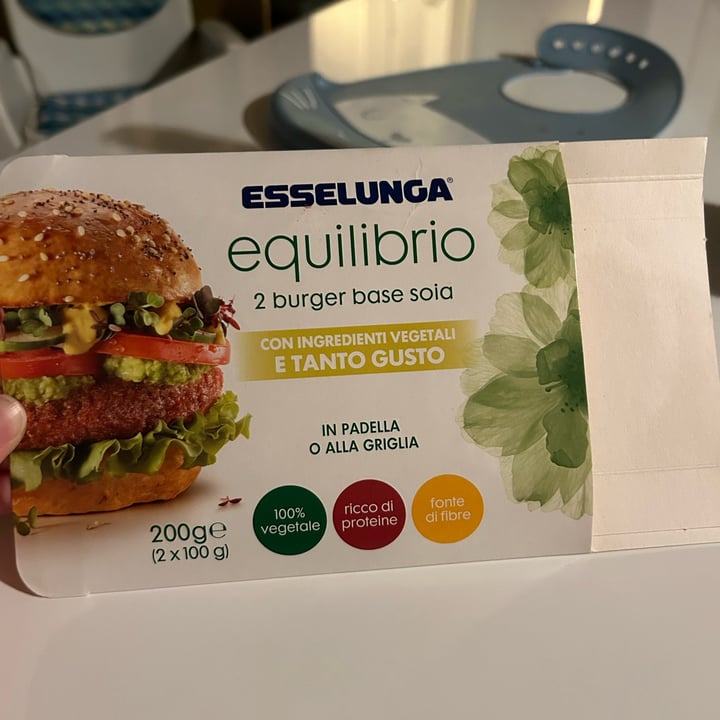 ESSELUNGA®
equilibrio
2 burger base soia
CON INGREDIENTI VEGETALI
E TANTO GUSTO
IN PADELLA
O ALLA GRIGLIA
200g℮
(2 x 100 g)
100%
vegetale
ricco di
proteine
fonte
di fibre